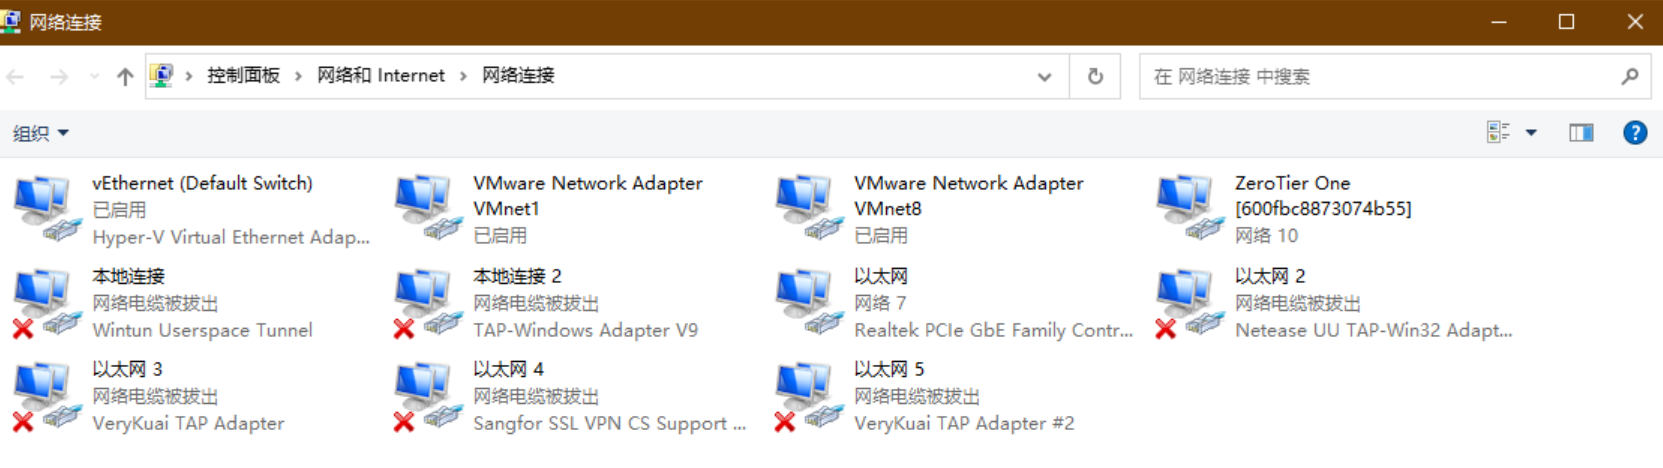 网络连接
控制面板 > 网络和 Internet > 网络连接
在 网络连接 中搜索
组织
vEthernet (Default Switch)
已启用
Hyper-V Virtual Ethernet Adap...
VMware Network Adapter
VMnet1
已启用
VMware Network Adapter
VMnet8
已启用
ZeroTier One
[600fbc8873074b55]
网络 10
本地连接
网络电缆被拔出
Wintun Userspace Tunnel
本地连接 2
网络电缆被拔出
TAP-Windows Adapter V9
以太网
网络 7
Realtek PCIe GbE Family Contr...
以太网 2
网络电缆被拔出
Netease UU TAP-Win32 Adapt...
以太网 3
网络电缆被拔出
VeryKuai TAP Adapter
以太网 4
网络电缆被拔出
Sangfor SSL VPN CS Support ...
以太网 5
网络电缆被拔出
VeryKuai TAP Adapter #2